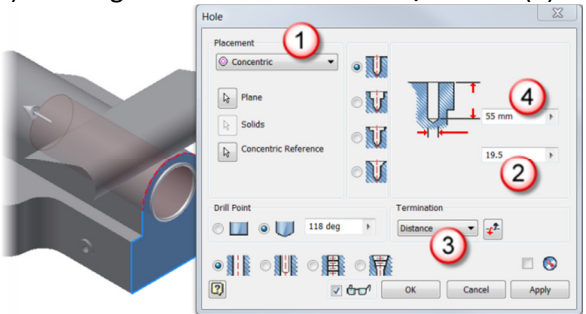 Hole
Placement
1
Concentric
Plane
Solids
Concentric Reference
4
55 mm
19.5
2
Drill Point
118 deg
Termination
Distance
3
OK
Cancel
Apply